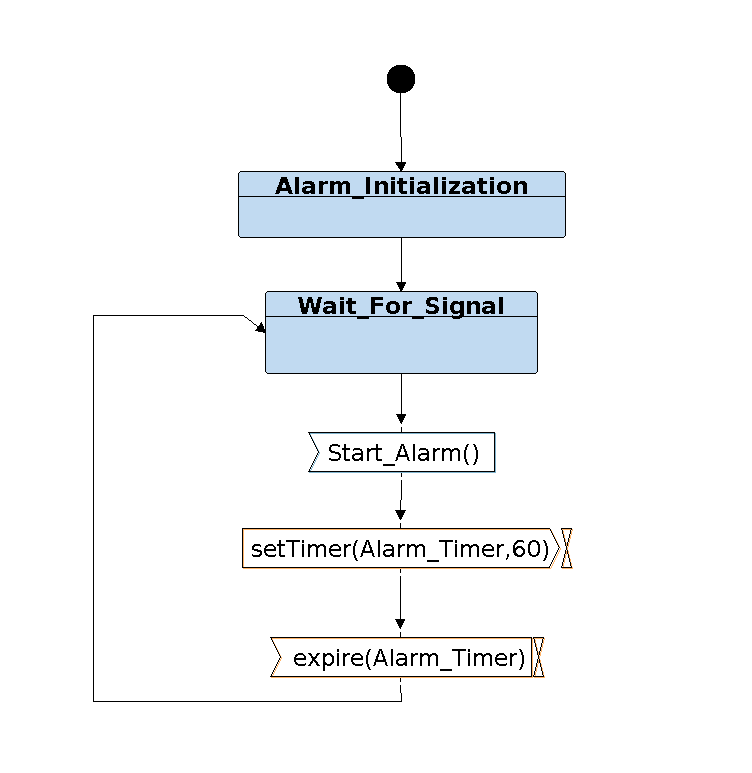 Alarm_Initialization
Wait_For_Signal
Start_Alarm()
setTimer(Alarm_Timer,60)
expire(Alarm_Timer)